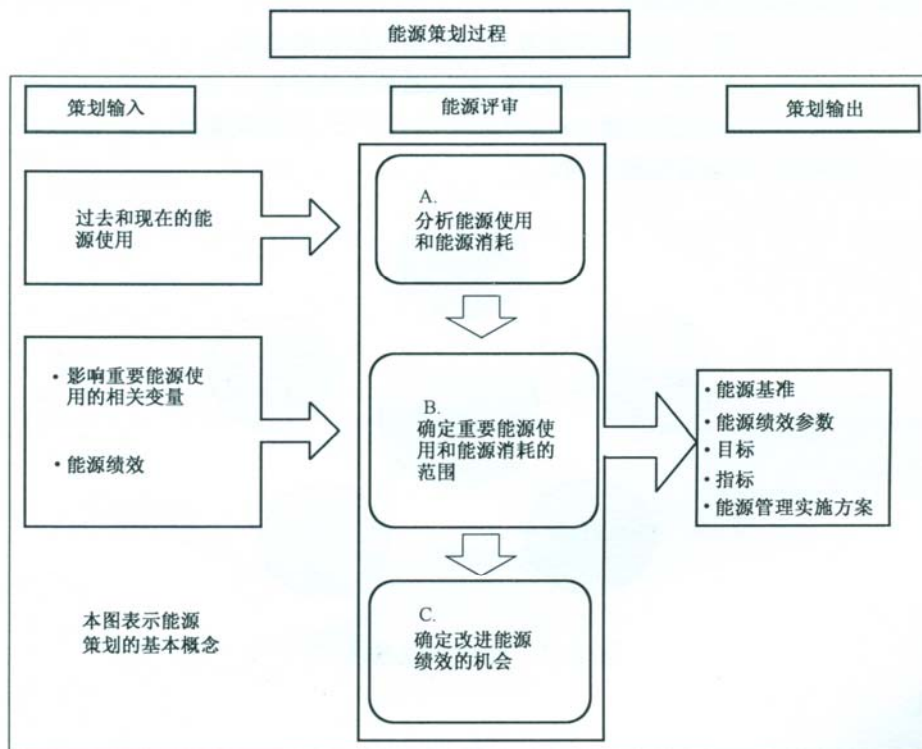 能源策划过程
策划输入
能源评审
策划输出
过去和现在的能
源使用
A.
分析能源使用
和能源消耗
·影响重要能源使
用的相关变量
·能源绩效
B.
确定重要能源使
用和能源消耗的
范围
·能源基准
·能源绩效参数
·目标
·指标
·能源管理实施方案
C.
确定改进能源
绩效的机会
本图表示能源
策划的基本概念